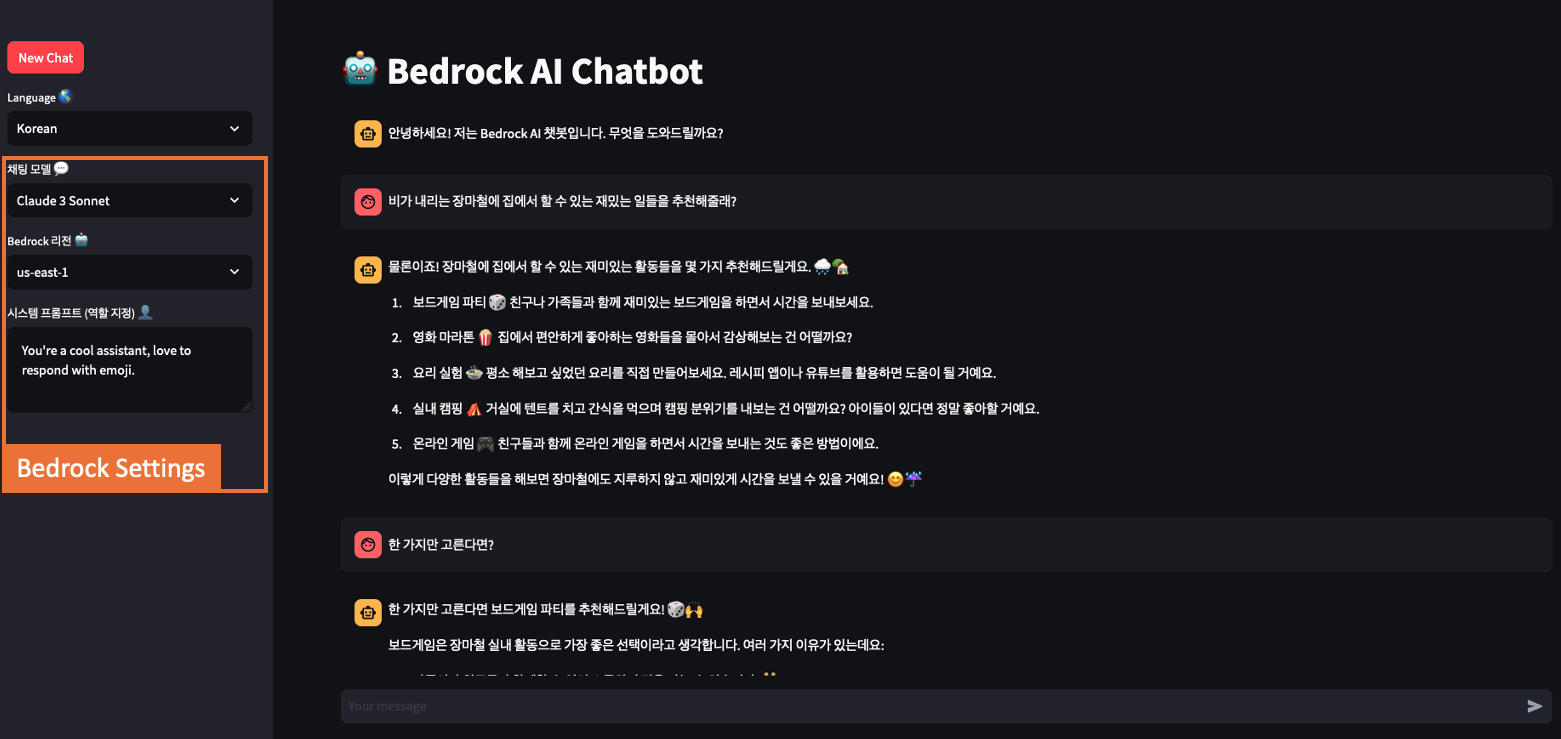 New Chat
Language 🌎
Korean
채팅 모델 💬
Claude 3 Sonnet
Bedrock 리전 🤖
us-east-1
시스템 프롬프트 (역할 지정) 👤
You're a cool assistant, love to
respond with emoji.
Bedrock Settings
🤖 Bedrock AI Chatbot
안녕하세요! 저는 Bedrock AI 챗봇입니다. 무엇을 도와드릴까요?
비가 내리는 장마철에 집에서 할 수 있는 재밌는 일들을 추천해줄래?
물론이죠! 장마철에 집에서 할 수 있는 재미있는 활동들을 몇 가지 추천해드릴게요. 🌧️🏡
1. 보드게임 파티 🎲 친구나 가족들과 함께 재미있는 보드게임을 하면서 시간을 보내보세요.
2. 영화 마라톤 🍿 집에서 편안하게 좋아하는 영화들을 몰아서 감상해보는 건 어떨까요?
3. 요리 실험 🍲 평소 해보고 싶었던 요리를 직접 만들어보세요. 레시피 앱이나 유튜브를 활용하면 도움이 될 거예요.
4. 실내 캠핑 ⛺ 거실에 텐트를 치고 간식을 먹으며 캠핑 분위기를 내보는 건 어떨까요? 아이들이 있다면 정말 좋아할 거예요.
5. 온라인 게임 🎮 친구들과 함께 온라인 게임을 하면서 시간을 보내는 것도 좋은 방법이에요.
이렇게 다양한 활동들을 해보면 장마철에도 지루하지 않고 재미있게 시간을 보낼 수 있을 거예요! 😊☔
한 가지만 고른다면?
한 가지만 고른다면 보드게임 파티를 추천해드릴게요! 🎲🙌
보드게임은 장마철 실내 활동으로 가장 좋은 선택이라고 생각합니다. 여러 가지 이유가 있는데요:
Your message